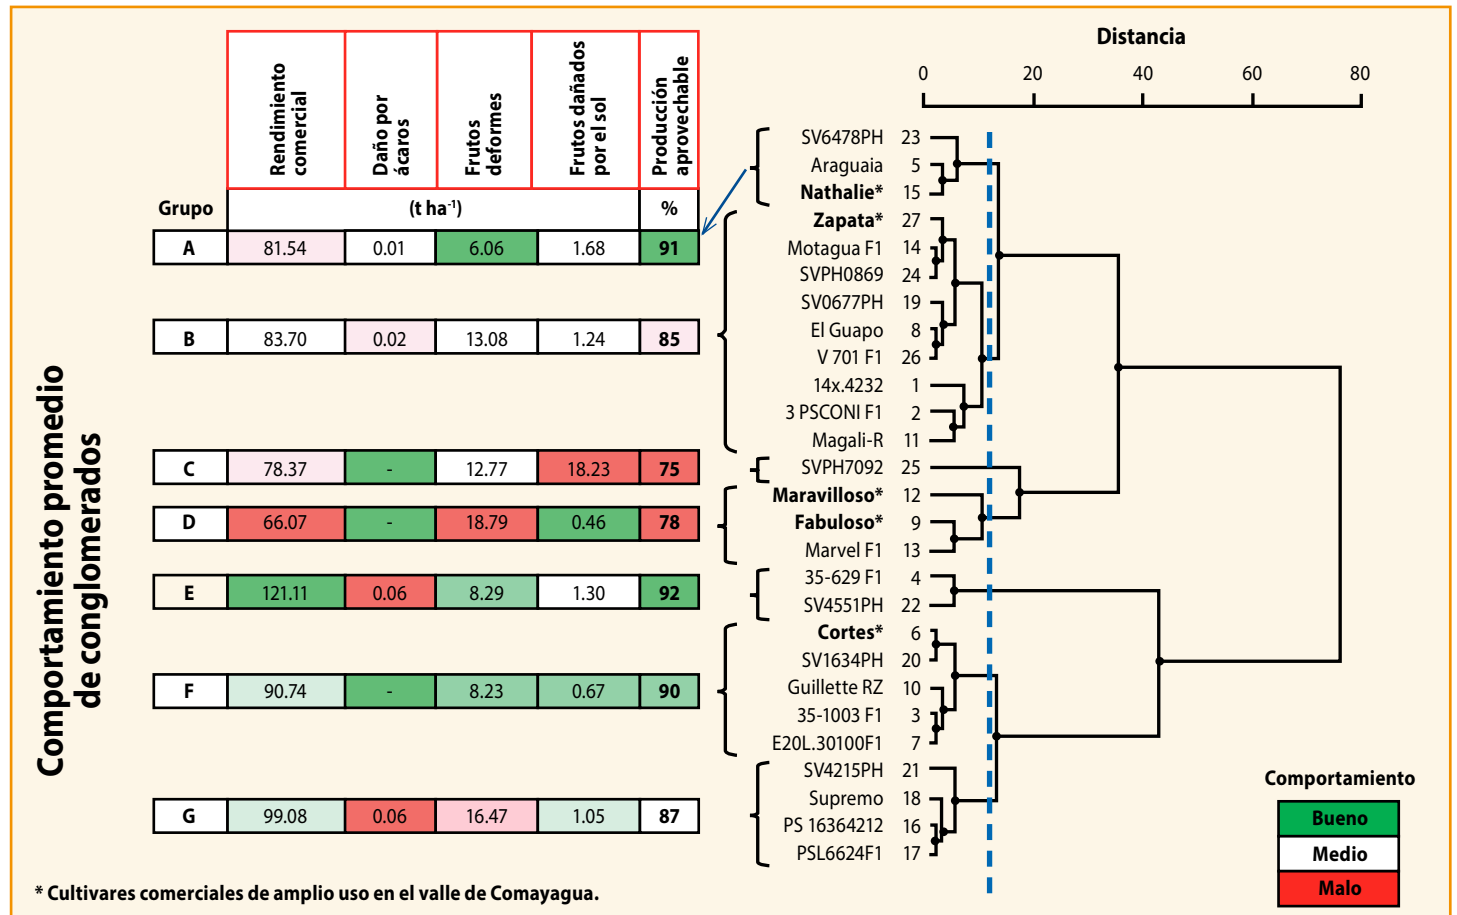 Distancia
0 20 40 60 80
Rendimiento comercial
Daño por ácaros
Frutos deformes
Frutos dañados por el sol
Producción aprovechable
Grupo (t ha-1) %
A 81.54 0.01 6.06 1.68 91
B 83.70 0.02 13.08 1.24 85
C 78.37 - 12.77 18.23 75
D 66.07 - 18.79 0.46 78
E 121.11 0.06 8.29 1.30 92
F 90.74 - 8.23 0.67 90
G 99.08 0.06 16.47 1.05 87
Comportamiento promedio
de conglomerados
SV6478PH 23
Araguaia 5
Nathalie* 15
Zapata* 27
Motagua F1 14
SVPH0869 24
SV0677PH 19
El Guapo 8
V 701 F1 26
14x.4232 1
3 PSCONI F1 2
Magali-R 11
SVPH7092 25
Maravilloso* 12
Fabuloso* 9
Marvel F1 13
35-629 F1 4
SV4551PH 22
Cortes* 6
SV1634PH 20
Guillette RZ 10
35-1003 F1 3
E20L.30100F1 7
SV4215PH 21
Supremo 18
PS 16364212 16
PSL6624F1 17
Comportamiento
Bueno
Medio
Malo
* Cultivares comerciales de amplio uso en el valle de Comayagua.